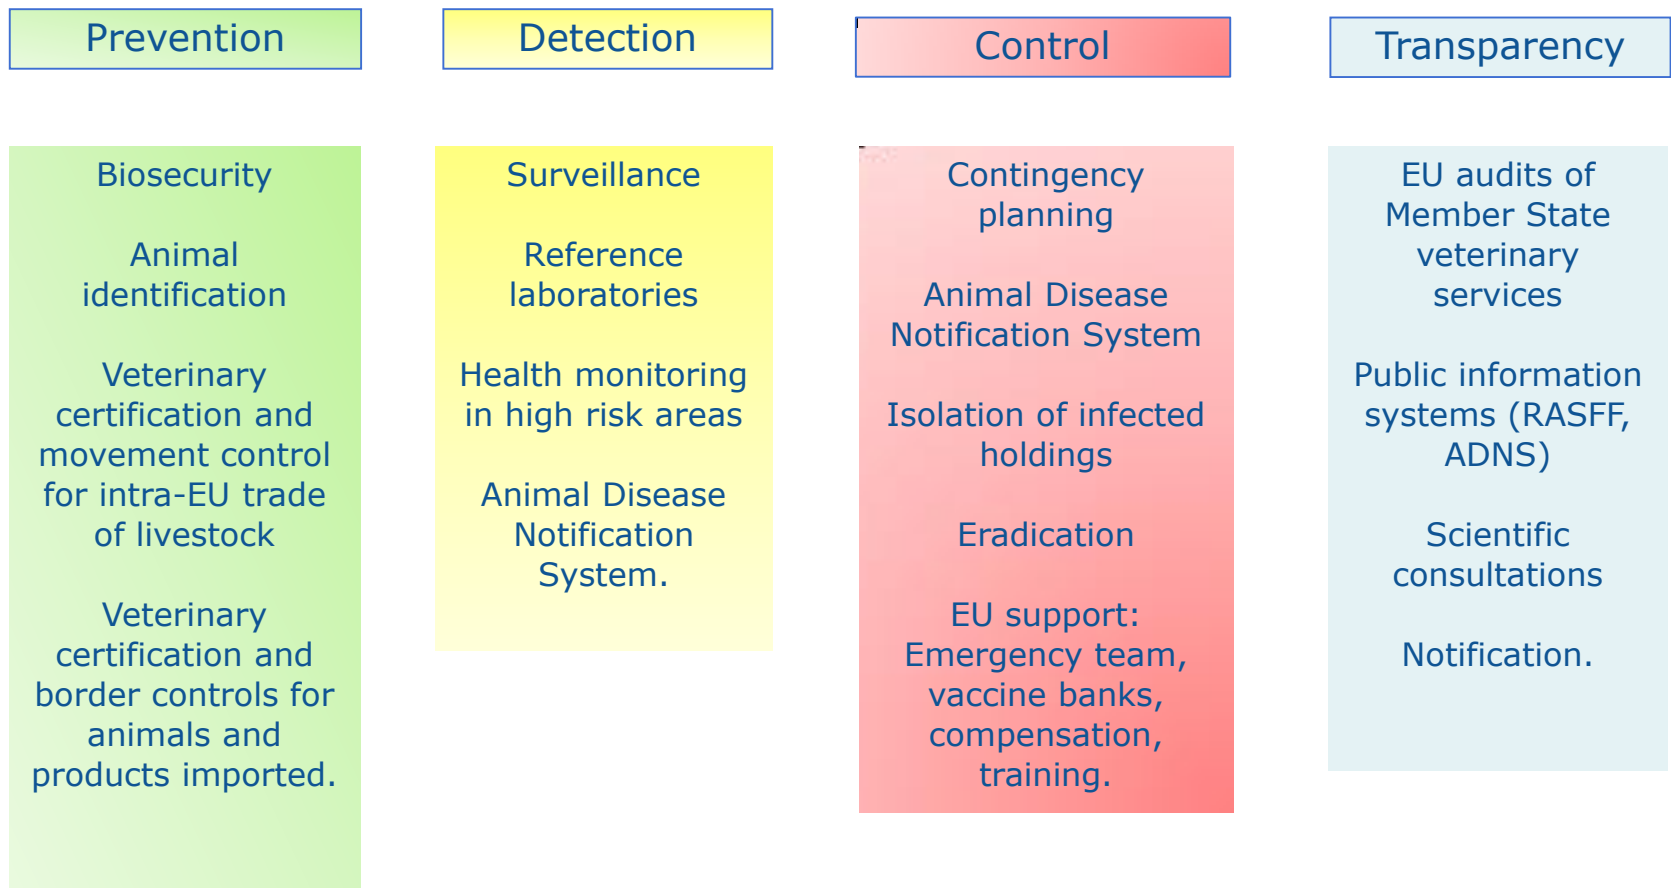 Prevention
Detection
Control
Transparency
Biosecurity
Animal
identification
Veterinary
certification and
movement control
for intra-EU trade
of livestock
Veterinary
certification and
border controls for
animals and
products imported.
Surveillance
Reference
laboratories
Health monitoring
in high risk areas
Animal Disease
Notification
System.
Contingency
planning
Animal Disease
Notification System
Isolation of infected
holdings
Eradication
EU support:
Emergency team,
vaccine banks,
compensation,
training.
EU audits of
Member State
veterinary
services
Public information
systems (RASFF,
ADNS)
Scientific
consultations
Notification.